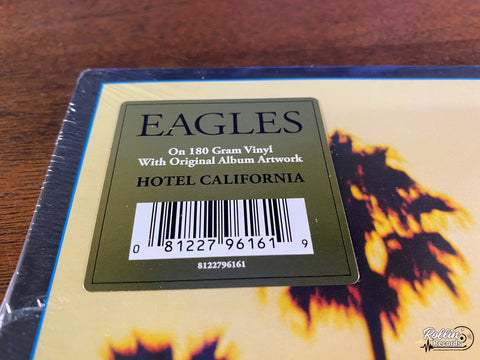 EAGLES
On 180 Gram Vinyl
With Original Album Artwork
HOTEL CALIFORNIA
0 81227 96161 9
8122796161
Rollin'
Records